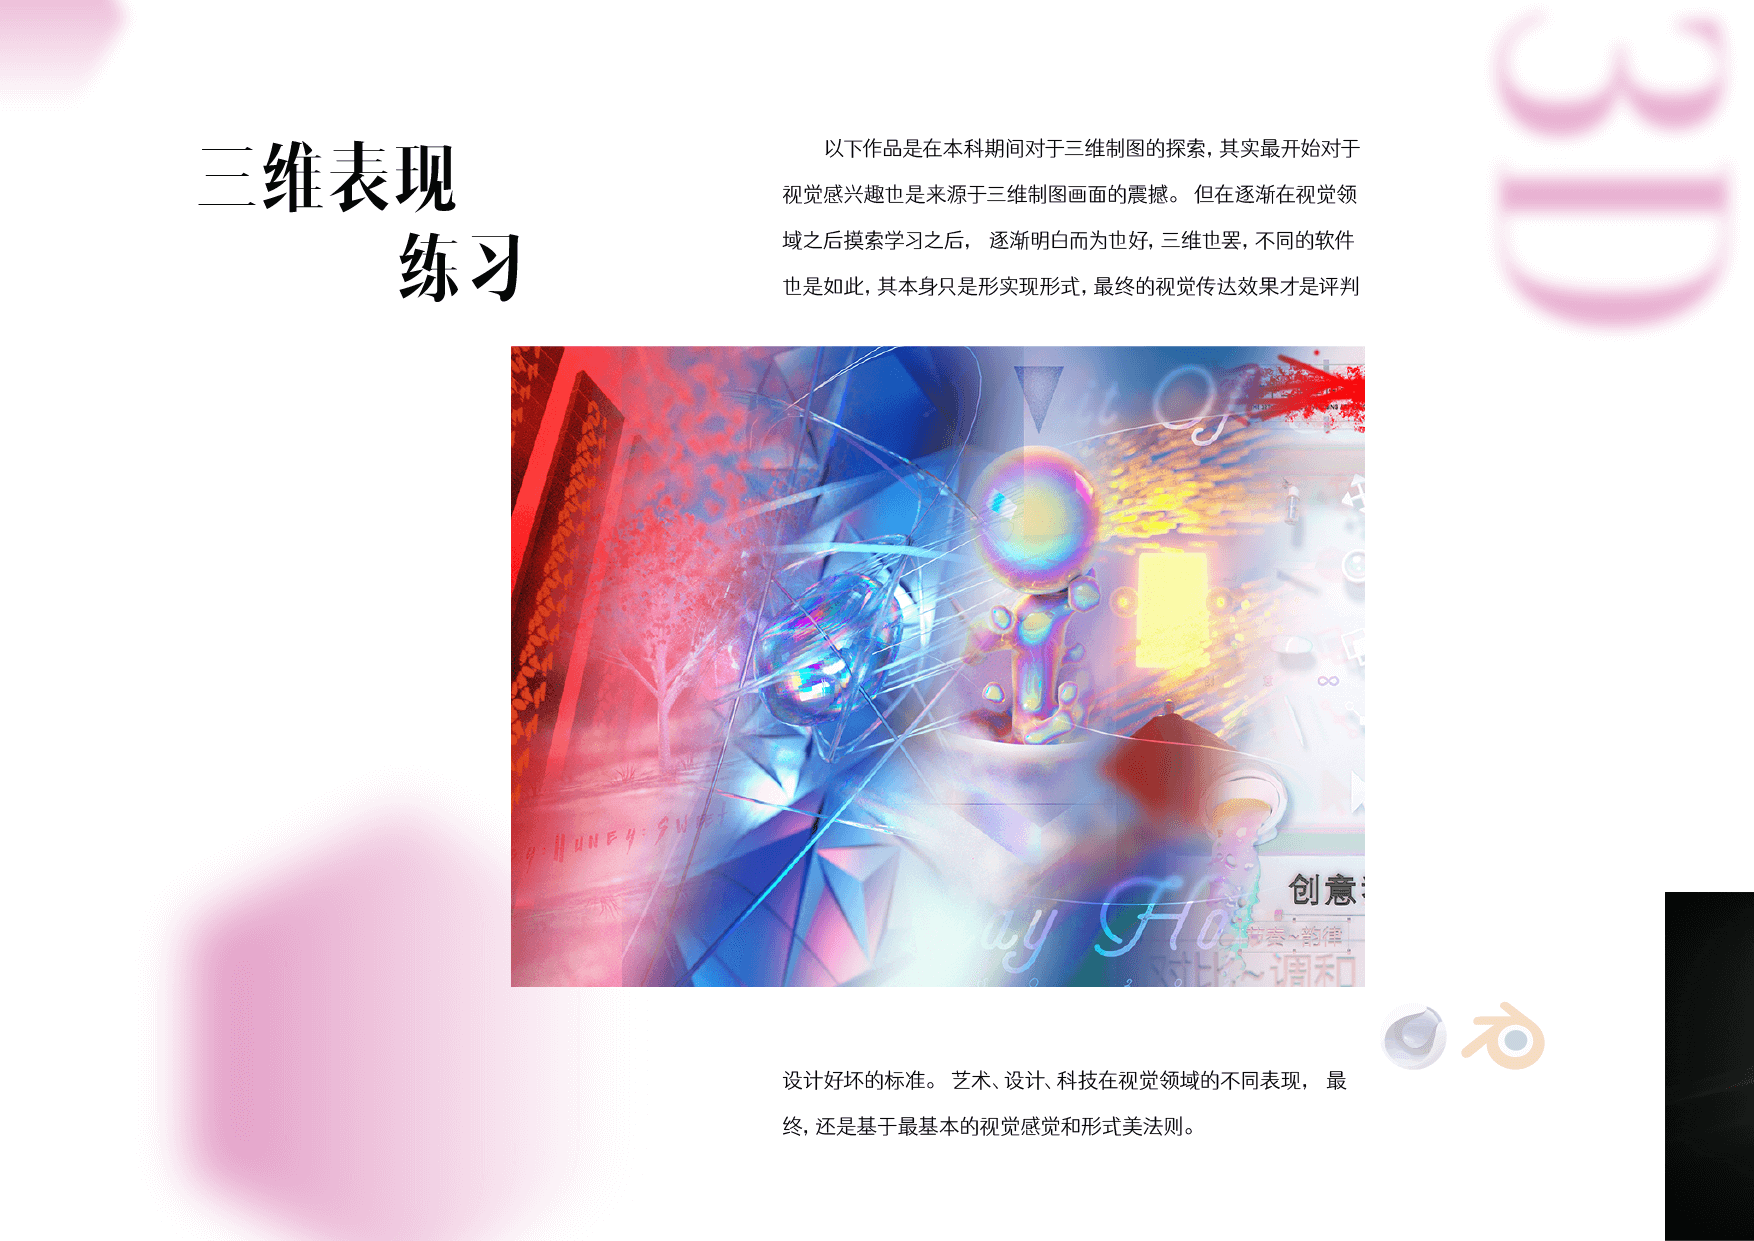 三维表现
练习
3D
以下作品是在本科期间对于三维制图的探索, 其实最开始对于
视觉感兴趣也是来源于三维制图画面的震撼。 但在逐渐在视觉领
域之后摸索学习之后， 逐渐明白而为也好, 三维也罢, 不同的软件
也是如此, 其本身只是形实现形式, 最终的视觉传达效果才是评判
Of
HUNEY: SWE
ay Ho
创意
节奏~韵律
对比~调和
设计好坏的标准。 艺术、设计、科技在视觉领域的不同表现， 最
终, 还是基于最基本的视觉感觉和形式美法则。